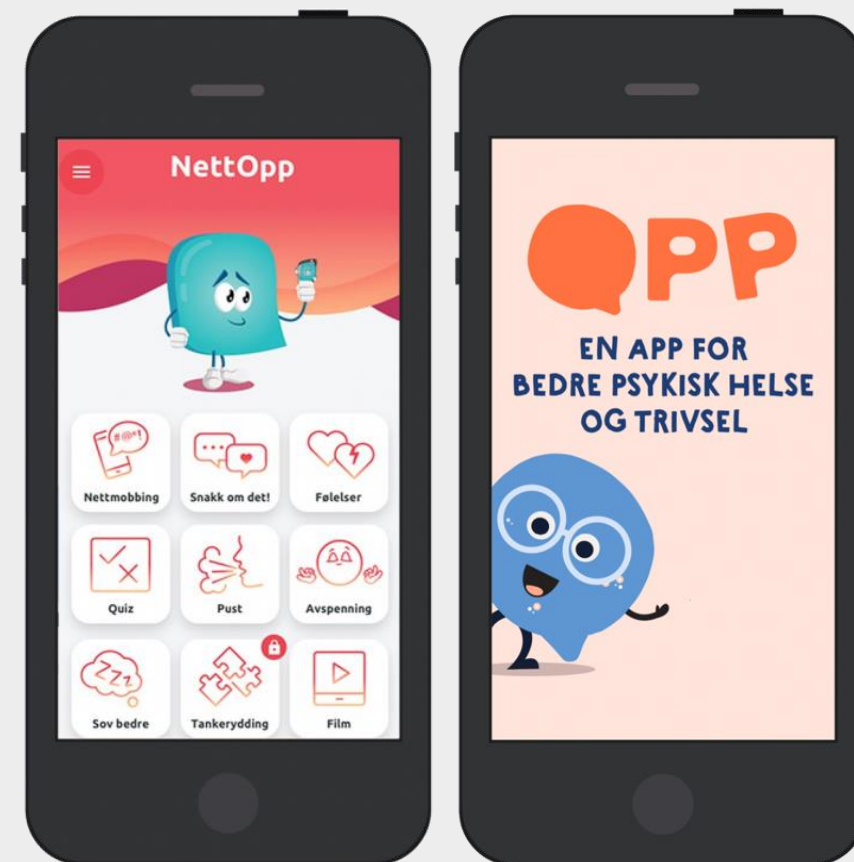 NettOpp
#@*!
Nettmobbing
Snakk om det!
Følelser
Quiz
Pust
Avspenning
ZZZ
Sov bedre
Tankerydding
Film
OPP
EN APP FOR
BEDRE PSYKISK HELSE
OG TRIVSEL